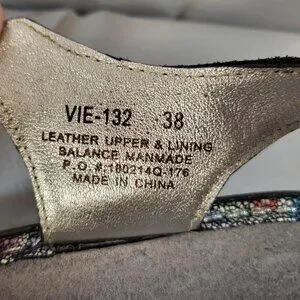 VIE-132 38
LEATHER UPPER & LINING
BALANCE MANMADE
P.O #:160214Q-176
MADE IN CHINA